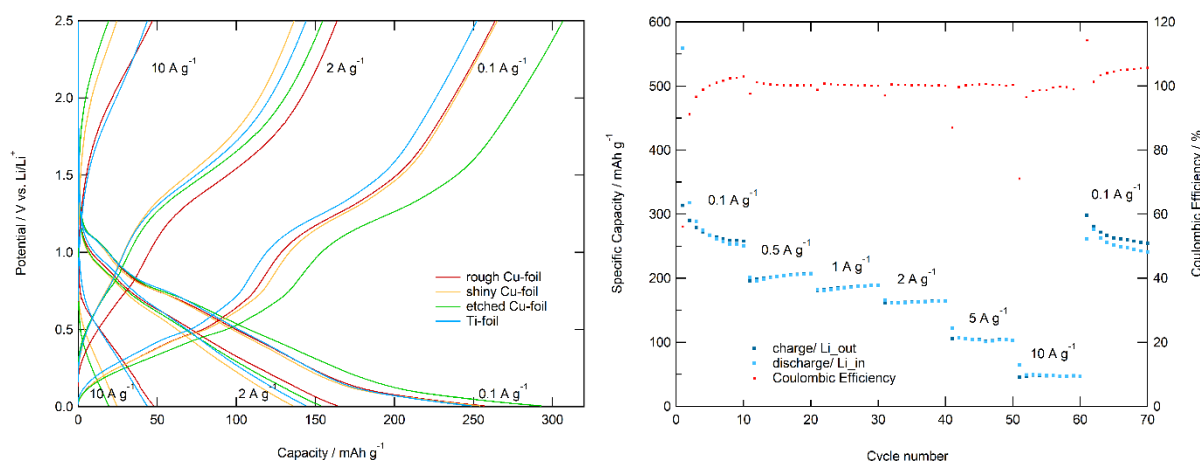 2.5
2.0
1.5
1.0
0.5
0.0
Potential / V vs. Li/Li⁺
10 A g⁻¹
2 A g⁻¹
0.1 A g⁻¹
rough Cu-foil
shiny Cu-foil
etched Cu-foil
Ti-foil
10 A g⁻¹
2 A g⁻¹
0.1 A g⁻¹
0 50 100 150 200 250 300
Capacity / mAh g⁻¹
600
500
400
300
200
100
0
Specific Capacity / mAh g⁻¹
0.1 A g⁻¹
0.5 A g⁻¹
1 A g⁻¹
2 A g⁻¹
5 A g⁻¹
10 A g⁻¹
0.1 A g⁻¹
charge/ Li_out
discharge/ Li_in
Coulombic Efficiency
120
100
80
60
40
20
0
Coulombic Efficiency / %
0 10 20 30 40 50 60 70
Cycle number